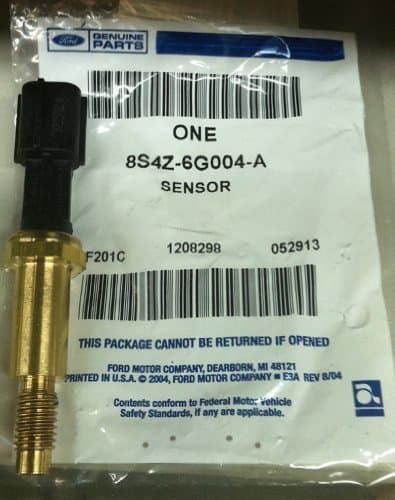 Ford GENUINE
PARTS
ONE
8S4Z-6G004-A
SENSOR
F201C 1208298 052913
THIS PACKAGE CANNOT BE RETURNED IF OPENED
FORD MOTOR COMPANY, DEARBORN, MI 48121
PRINTED IN U.S.A. © 2004, FORD MOTOR COMPANY ■ E3A REV 8/04
Contents conform to Federal Motor Vehicle
Safety Standards, if any are applicable.